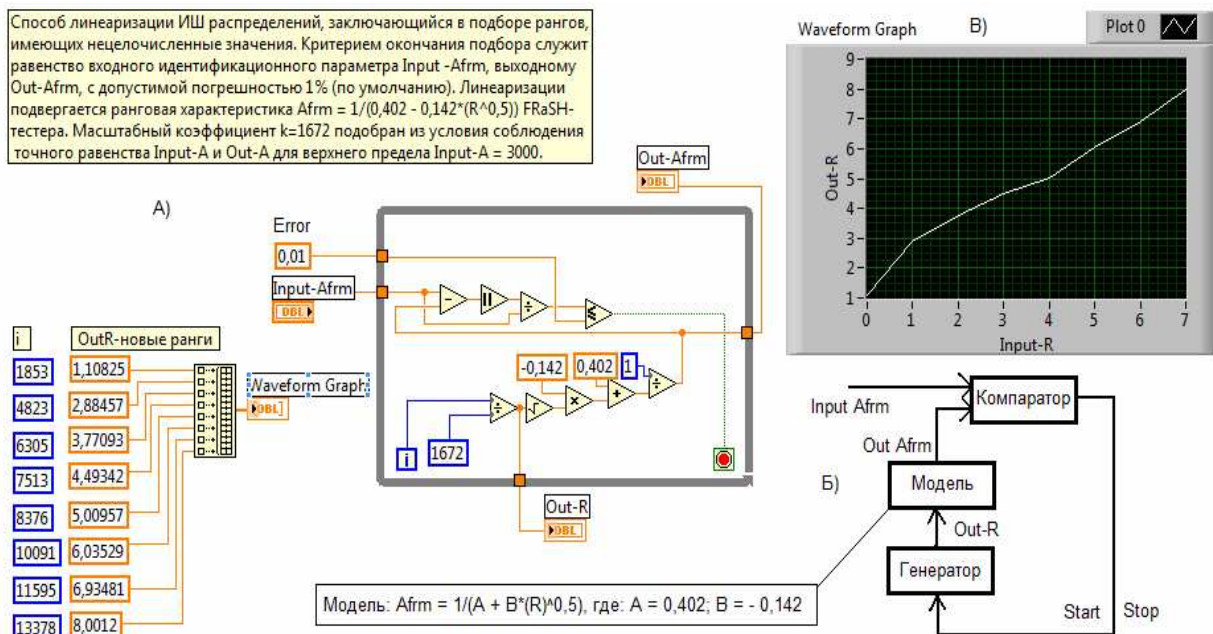 Способ линеаризации ИШ распределений, заключающийся в подборе рангов,
имеющих нецелочисленные значения. Критерием окончания подбора служит
равенство входного идентификационного параметра Input -Afrm, выходному
Out-Afrm, с допустимой погрешностью 1% (по умолчанию). Линеаризации
подвергается ранговая характеристика Afrm = 1/(0,402 - 0,142*(R^0,5)) FRaSH-
тестера. Масштабный коэффициент k=1672 подобран из условия соблюдения
точного равенства Input-A и Out-A для верхнего предела Input-A = 3000.
А)
Error
0,01
Input-Afrm
DBL
Out-Afrm
DBL
i
OutR-новые ранги
1853
1,10825
4823
2,88457
6305
3,77093
7513
4,49342
8376
5,00957
10091
6,03529
11595
6,93481
13378
8,0012
Waveform Graph
DBL
-0,142
0,402
1
i
1672
Out-R
DBL
Waveform Graph
В)
Plot 0
9
8
7
6
5
4
3
2
1
Out-R
0
1
2
3
4
5
6
7
Input-R
Input Afrm
Компаратор
Out Afrm
Б)
Модель
Out-R
Генератор
Start
Stop
Модель: Afrm = 1/(A + B*(R)^0,5), где: A = 0,402; B = - 0,142